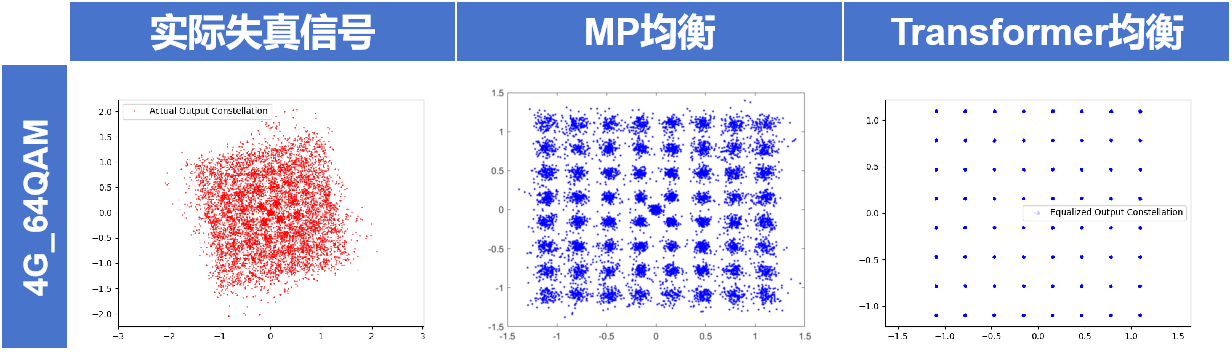 实际失真信号
MP均衡
Transformer均衡
4G_64QAM
Actual Output Constellation
2.0
1.5
1.0
0.5
0.0
-0.5
-1.0
-1.5
-2.0
-3 -2 -1 0 1 2 3
1.5
1
0.5
0
-0.5
-1
-1.5
-1.5 -1 -0.5 0 0.5 1 1.5
Equalized Output Constellation
1.0
0.5
0.0
-0.5
-1.0
-1.5 -1.0 -0.5 0.0 0.5 1.0 1.5